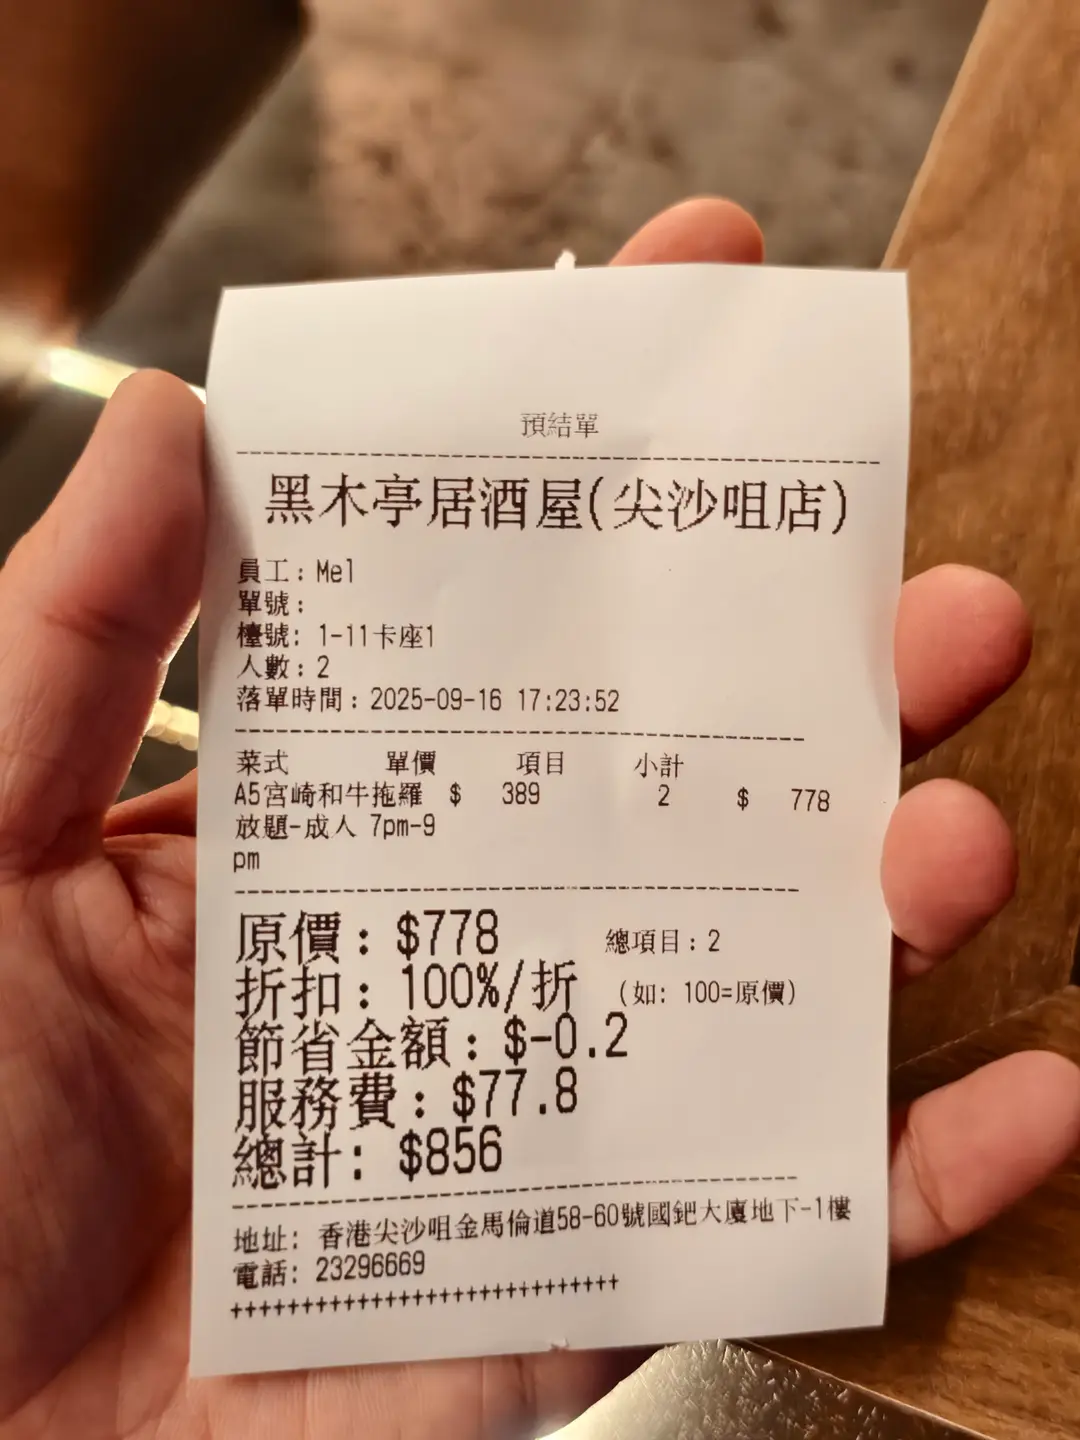 預結單
黑木亭居酒屋(尖沙咀店)
員工: Mel
單號:
檯號: 1-11卡座1
人數: 2
落單時間: 2025-09-16 17:23:52
菜式 單價 項目 小計
A5宮崎和牛拖羅 $ 389 2 $ 778
放題-成人 7pm-9
pm
原價: $778 總項目: 2
折扣: 100%/折 (如: 100=原價)
節省金額: $-0.2
服務費: $77.8
總計: $856
地址: 香港尖沙咀金馬倫道58-60號國鈀大廈地下-1樓
電話: 23296669
++++++++++++++++++++++++++++